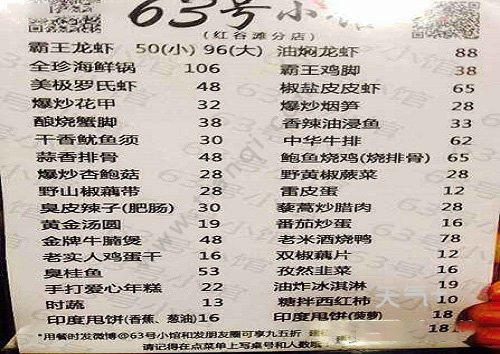 63号小
(红谷滩分店)
霸王龙虾 50(小) 96(大) 油焖龙虾 88
全珍海鲜锅 106 霸王鸡脚 38
美极罗氏虾 48 椒盐皮皮虾 65
爆炒花甲 32 爆炒烟笋 28
酿烧蟹脚 38 香辣油浸鱼 33
干香鱿鱼须 30 中华牛排 62
蒜香排骨 48 鲍鱼烧鸡(烧排骨) 65
爆炒杏鲍菇 28 野黄椒蕨菜 28
野山椒藕带 28 雷皮蛋 12
臭皮辣子(肥肠) 30 藜蒿炒腊肉 28
黄金汤圆 19 番茄炒蛋 16
金牌牛腩煲 48 老米酒烧鸭 78
老实人鸡蛋干 16 双椒藕片 12
臭桂鱼 53 孜然韭菜 16
手打爱心年糕 22 油炸冰淇淋 19
时蔬 13 糖拌西红柿 10
印度甩饼(香蕉、葱油)16 印度甩饼(菠萝) 18
*用餐时发微博@63号小馆和发朋友圈可享九五折
请记得在点菜单上写桌号和人数